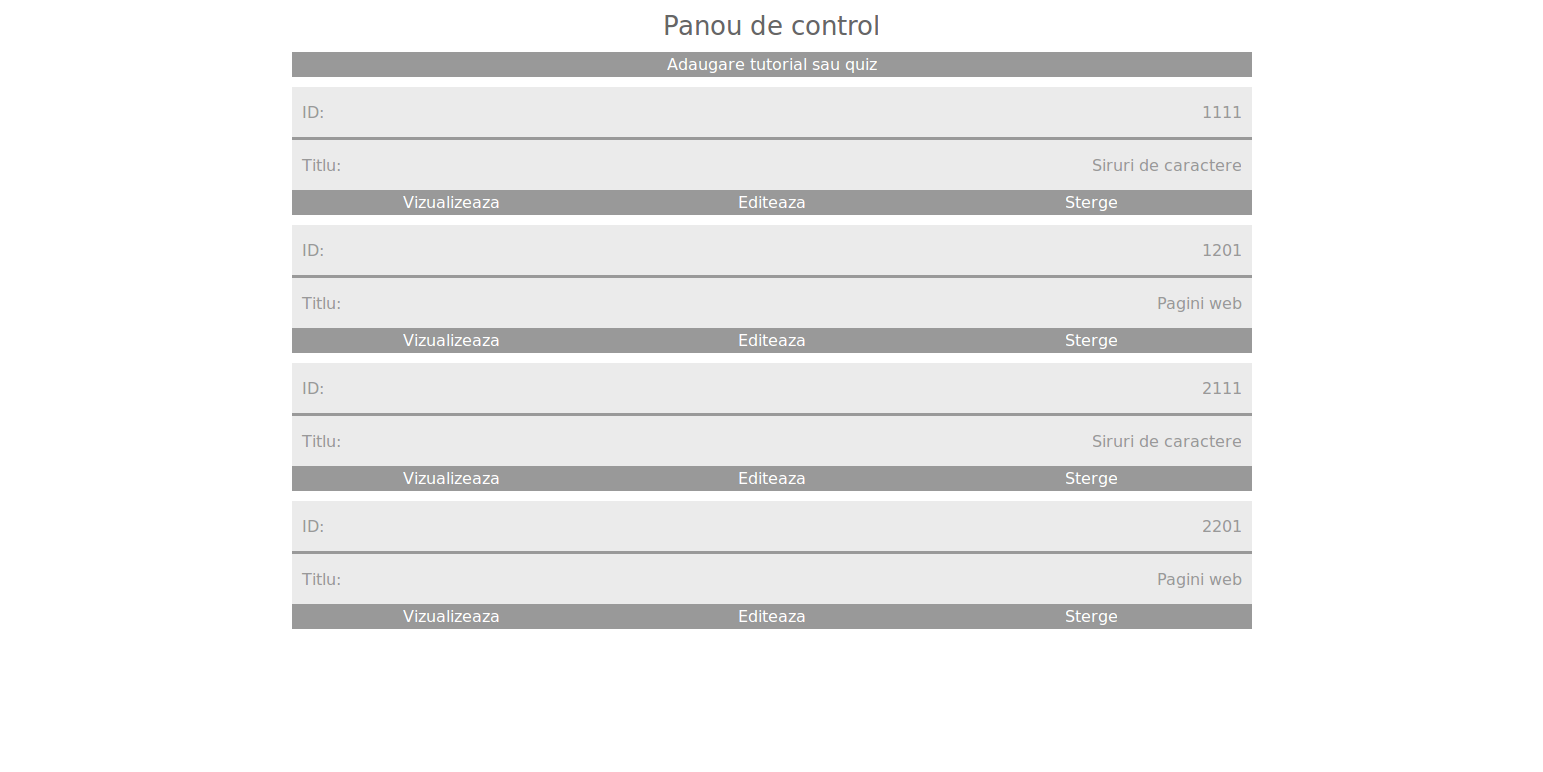 Panou de control
Adaugare tutorial sau quiz
ID: 1111
Titlu: Siruri de caractere
Vizualizeaza Editeaza Sterge
ID: 1201
Titlu: Pagini web
Vizualizeaza Editeaza Sterge
ID: 2111
Titlu: Siruri de caractere
Vizualizeaza Editeaza Sterge
ID: 2201
Titlu: Pagini web
Vizualizeaza Editeaza Sterge